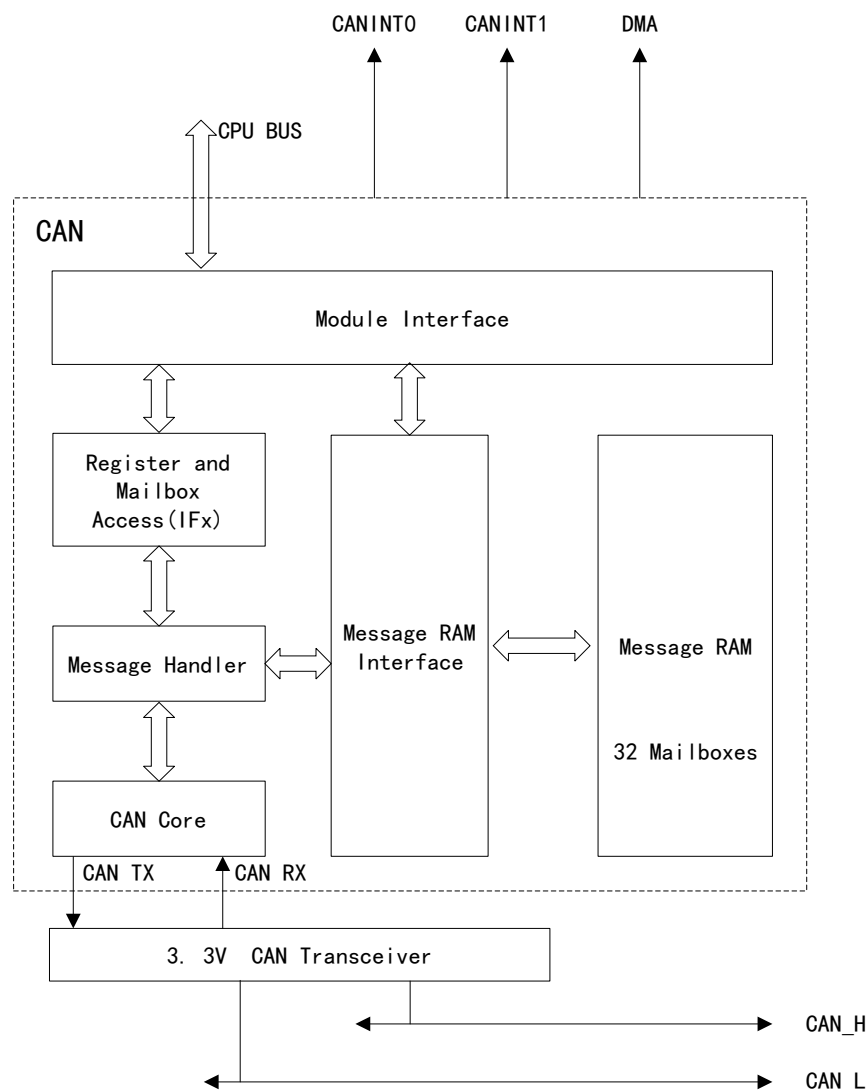 CANINT0 CANINT1 DMA
CPU BUS
CAN
Module Interface
Register and
Mailbox
Access(IFx)
Message Handler
Message RAM
Interface
Message RAM
32 Mailboxes
CAN Core
CAN TX CAN RX
3. 3V CAN Transceiver
CAN_H
CAN_L